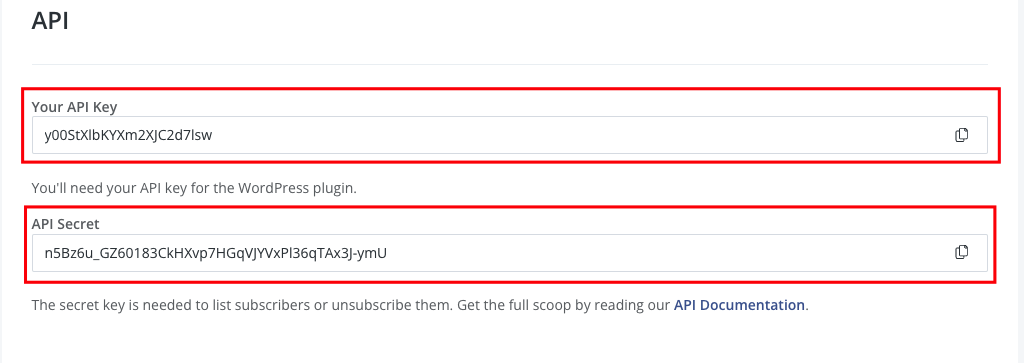 API
Your API Key
y00StXlbKYXm2XJC2d7lsw
You'll need your API key for the WordPress plugin.
API Secret
n5Bz6u_GZ60183CkHXvp7HGqVJYVxPl36qTAx3J-ymU
The secret key is needed to list subscribers or unsubscribe them. Get the full scoop by reading our API Documentation.